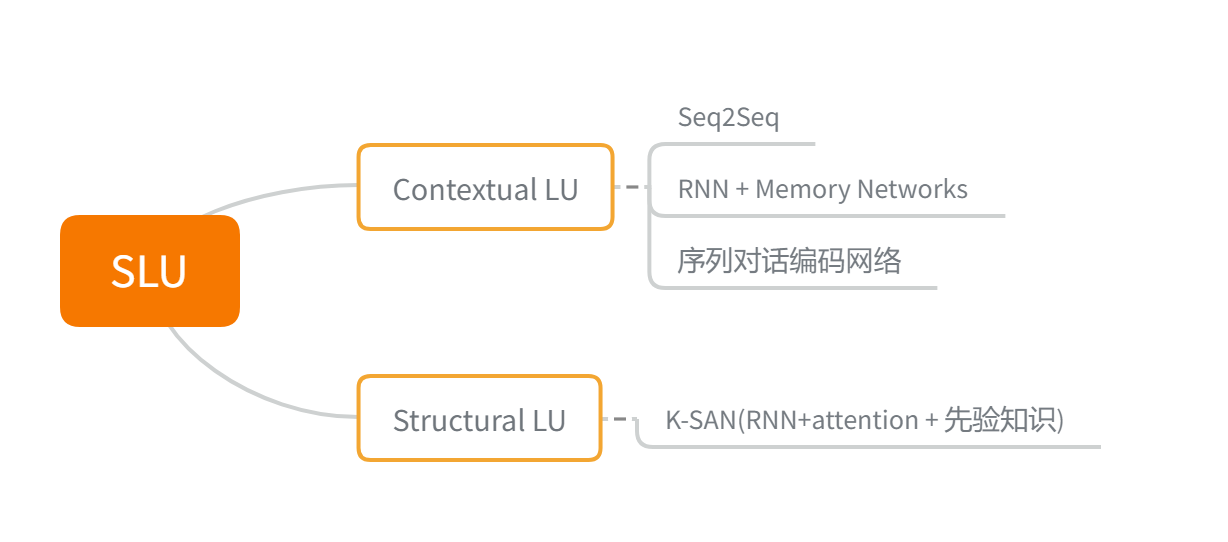 SLU
Contextual LU
Seq2Seq
RNN + Memory Networks
序列对话编码网络
Structural LU
K-SAN(RNN+attention + 先验知识)